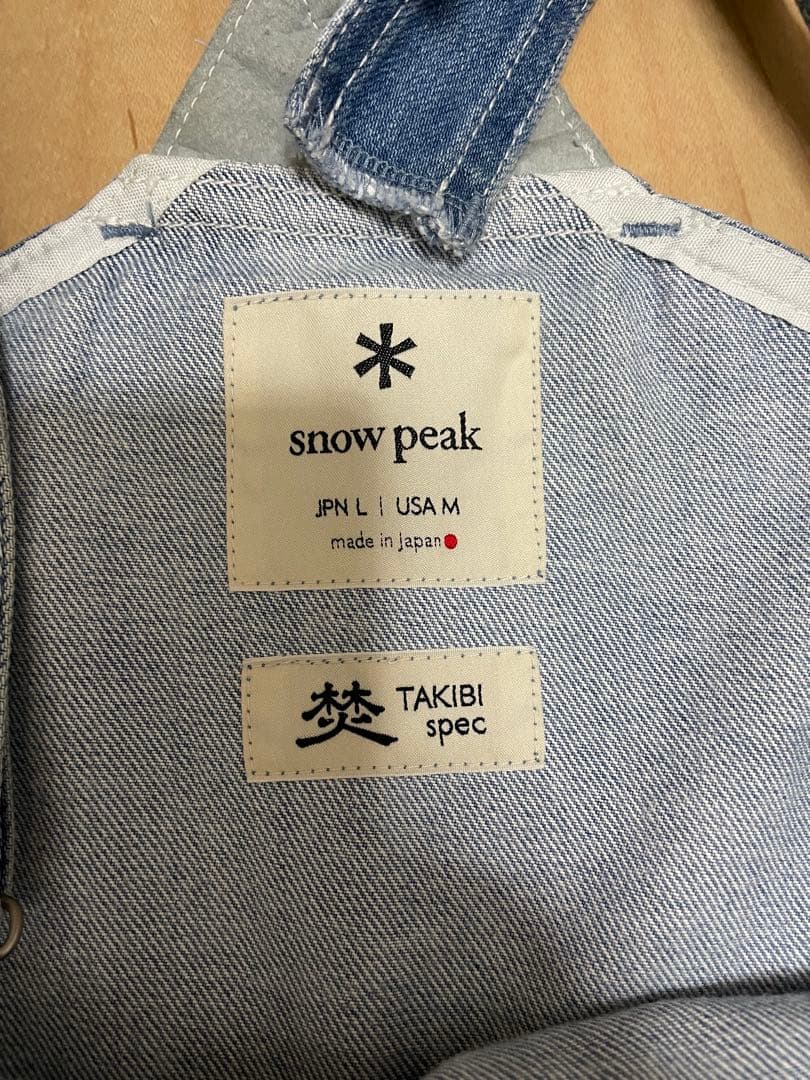 snow peak
JPN L | USA M
made in Japan
焚 TAKIBI
spec